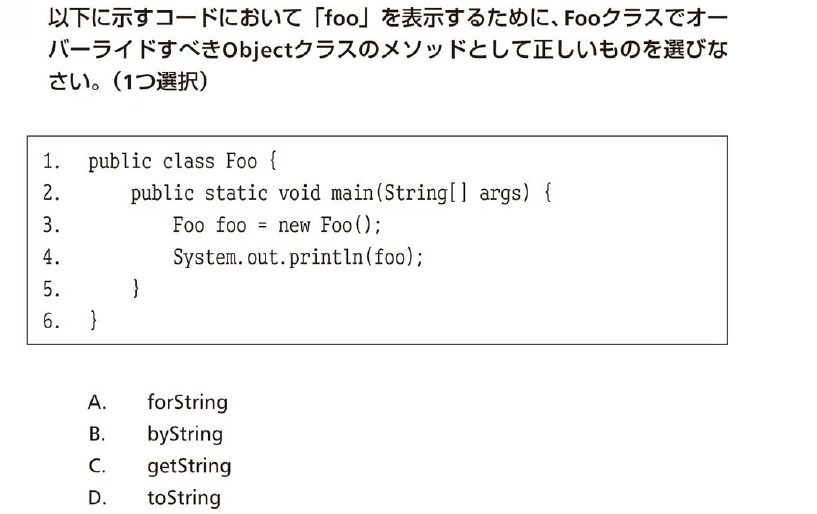 以下に示すコードにおいて「foo」を表示するために、Fooクラスでオー
バーライドすべきObjectクラスのメソッドとして正しいものを選びな
さい。（1つ選択）
1. public class Foo {
2. public static void main(String[] args) {
3. Foo foo = new Foo();
4. System.out.println(foo);
5. }
6. }
A. forString
B. byString
C. getString
D. toString